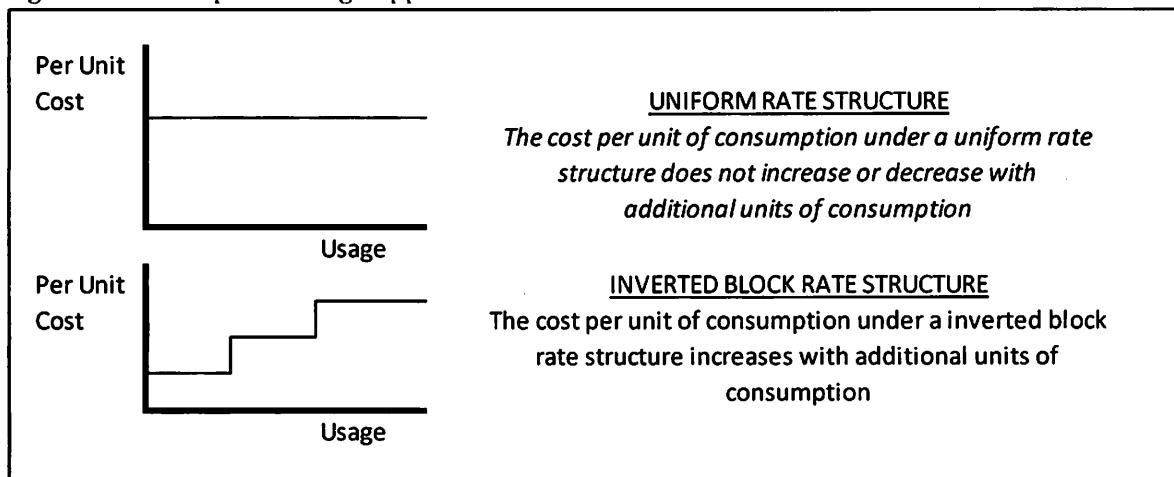 Per Unit
Cost
UNIFORM RATE STRUCTURE
The cost per unit of consumption under a uniform rate
structure does not increase or decrease with
additional units of consumption
Usage
Per Unit
Cost
INVERTED BLOCK RATE STRUCTURE
The cost per unit of consumption under a inverted block
rate structure increases with additional units of
consumption
Usage